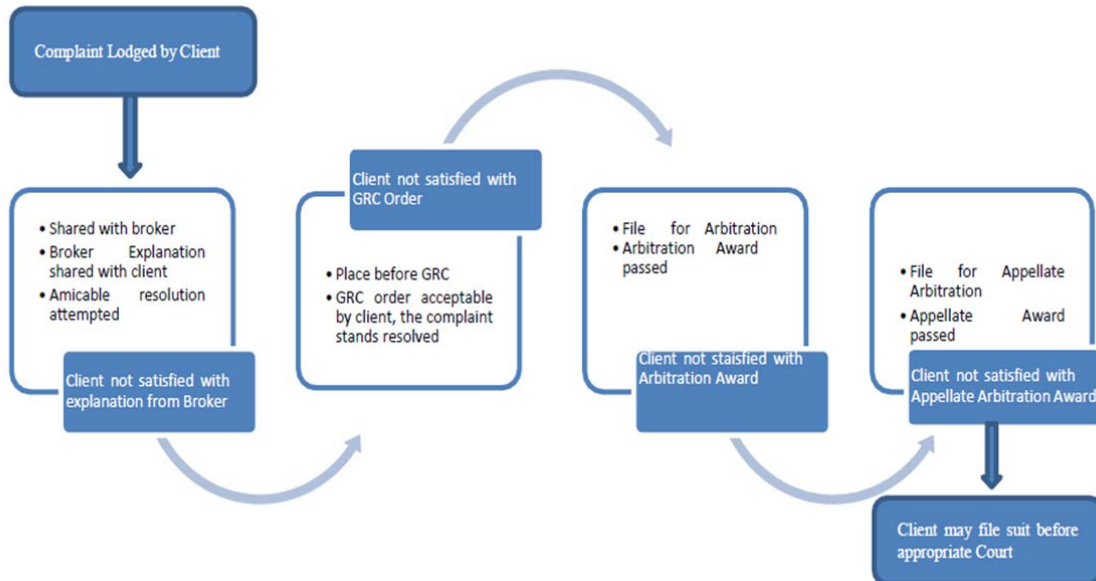 Complaint Lodged by Client
• Shared with broker
• Broker Explanation
shared with client
• Amicable resolution
attempted
Client not satisfied with
explanation from Broker
Client not satisfied with
GRC Order
• Place before GRC
• GRC order acceptable
by client, the complaint
stands resolved
• File for Arbitration
• Arbitration Award
passed
Client not staisfied with
Arbitration Award
• File for Appellate
Arbitration
• Appellate Award
passed
Client not satisfied with
Appellate Arbitration Award
Client may file suit before
appropriate Court